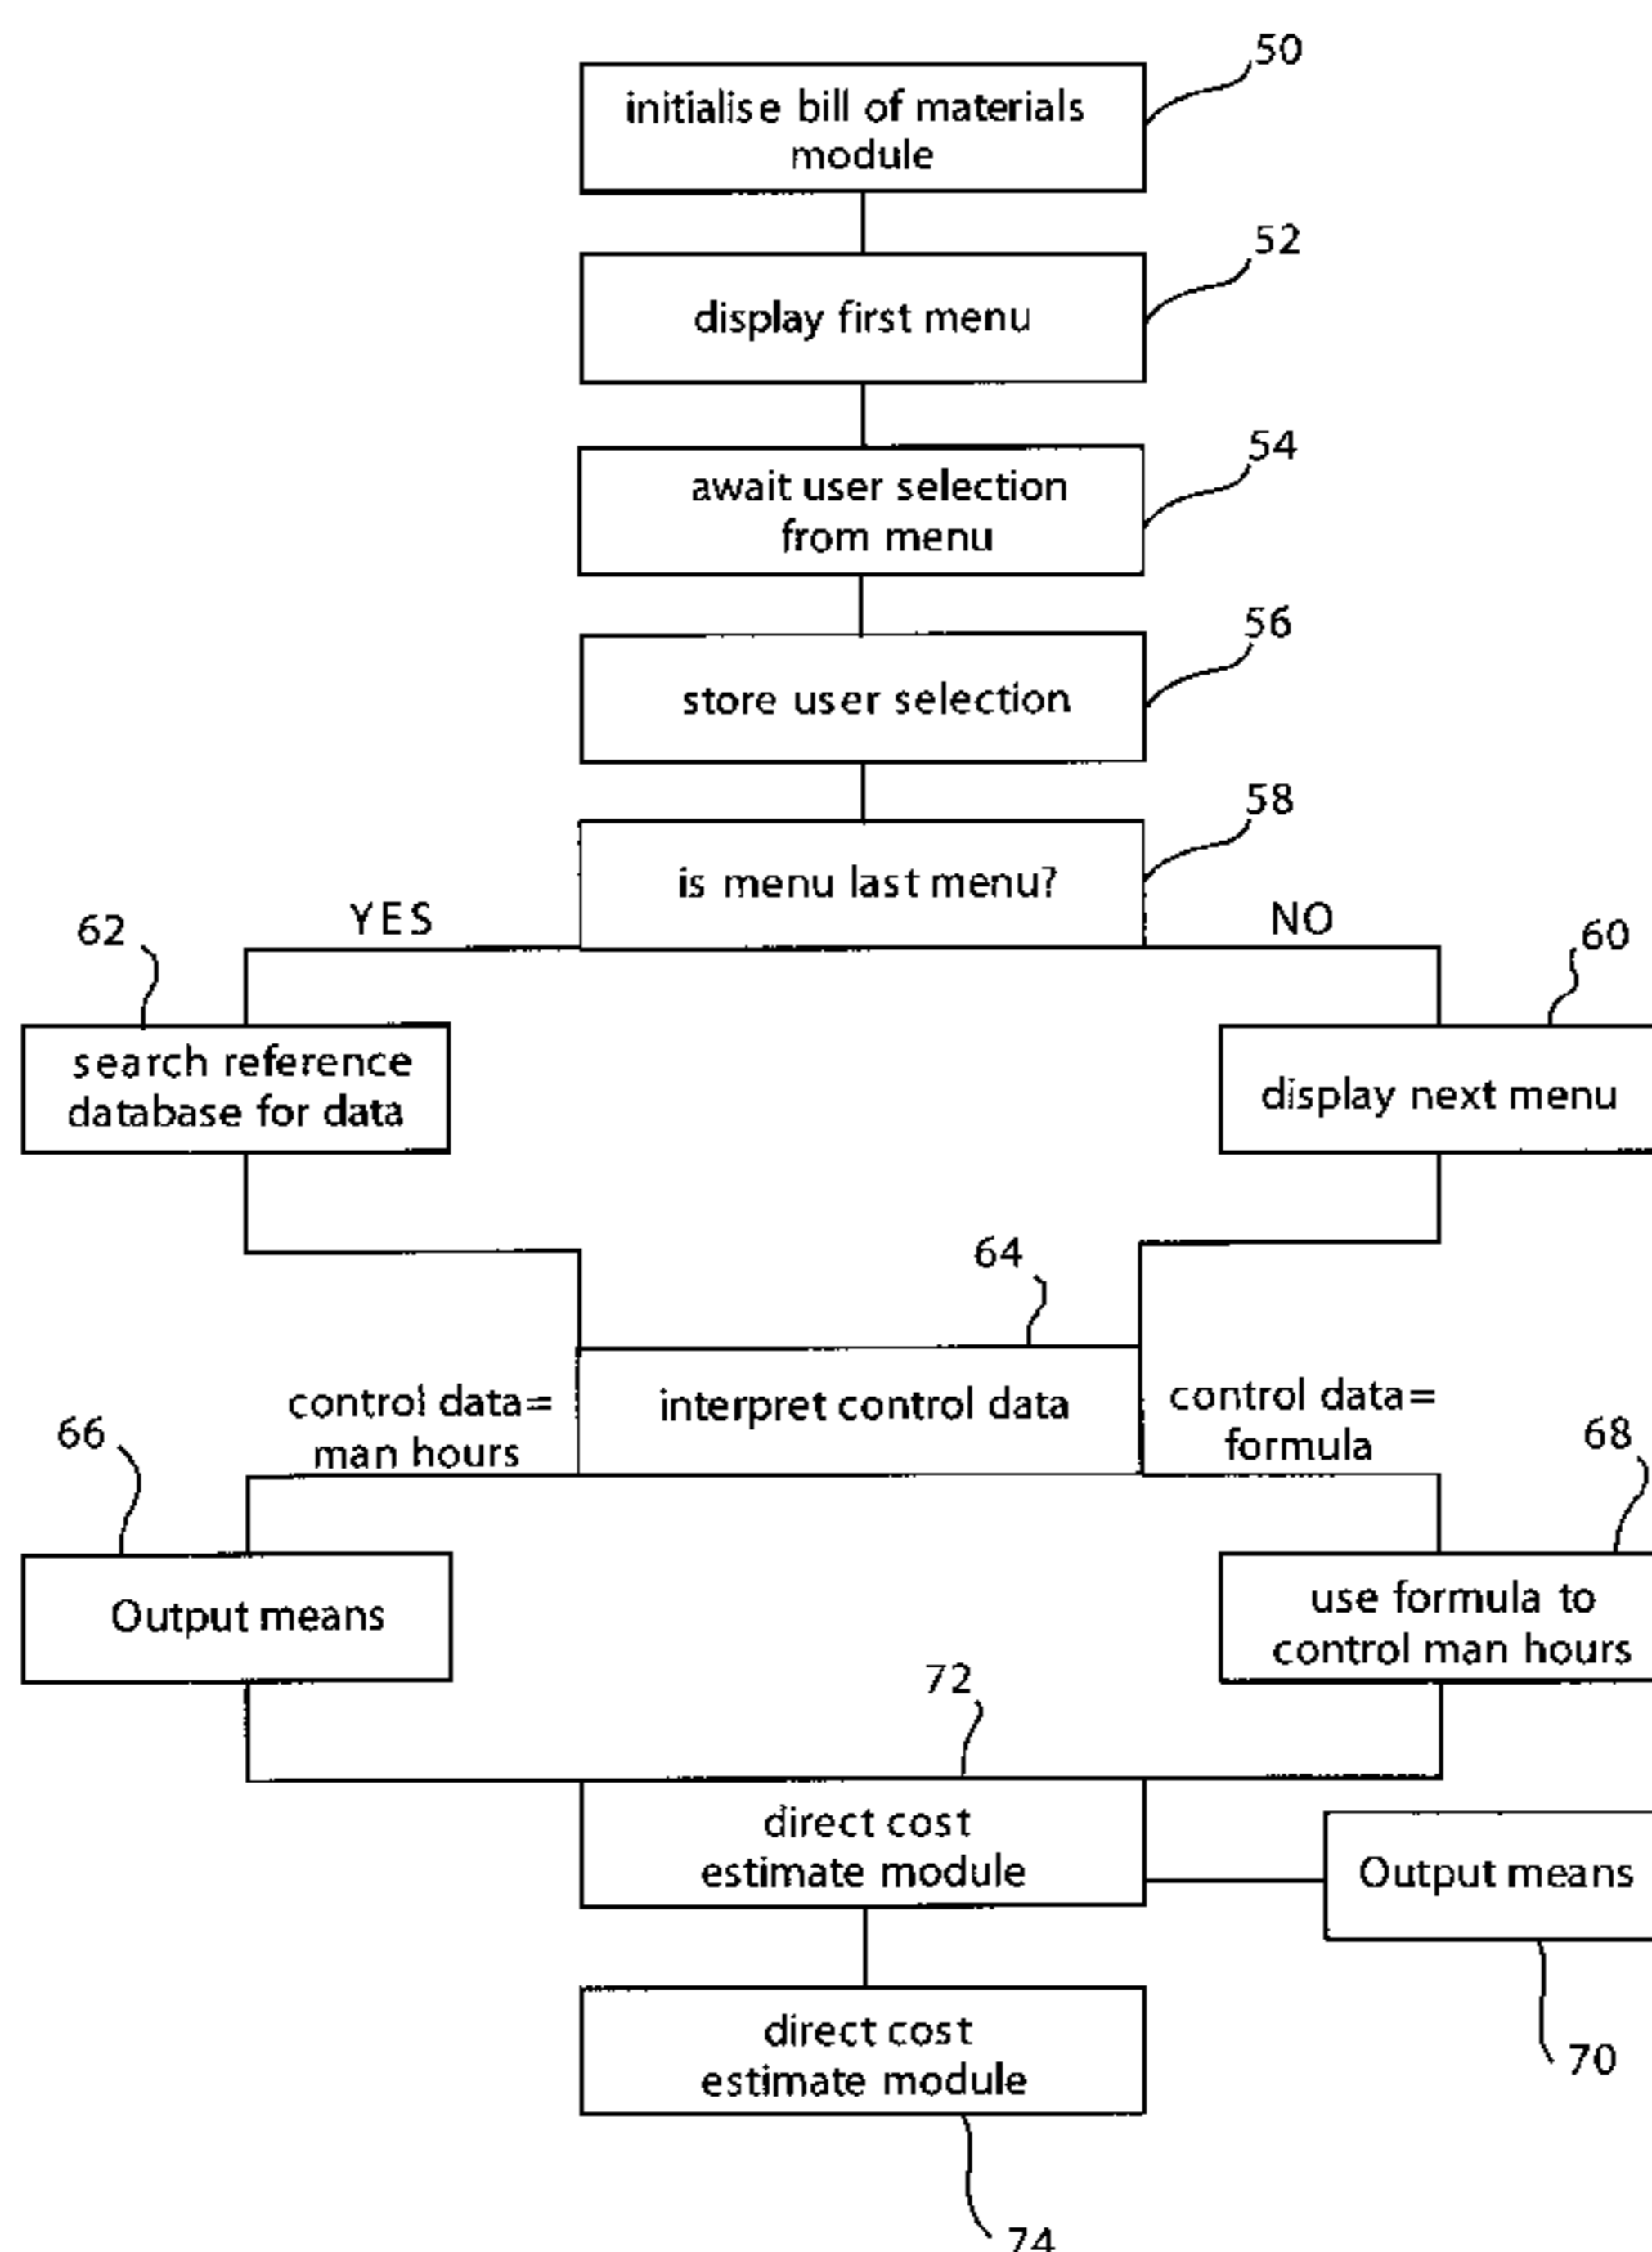 50
initialise bill of materials
module
52
display first menu
54
await user selection
from menu
56
store user selection
58
is menu last menu?
YES
NO
62
60
search reference
database for data
display next menu
64
control data=
man hours
interpret control data
control data=
formula
66
68
Output means
use formula to
control man hours
72
direct cost
estimate module
Output means
70
direct cost
estimate module
74